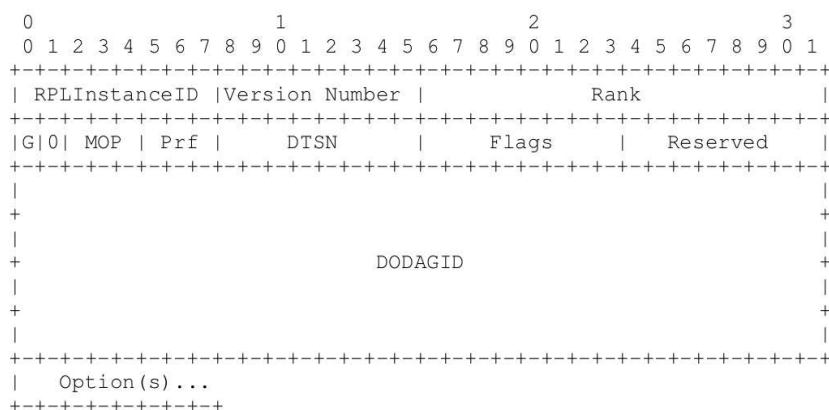 0                   1                   2                   3
 0 1 2 3 4 5 6 7 8 9 0 1 2 3 4 5 6 7 8 9 0 1 2 3 4 5 6 7 8 9 0 1
+-+-+-+-+-+-+-+-+-+-+-+-+-+-+-+-+-+-+-+-+-+-+-+-+-+-+-+-+-+-+-+-+
| RPLInstanceID |Version Number |             Rank              |
+-+-+-+-+-+-+-+-+-+-+-+-+-+-+-+-+-+-+-+-+-+-+-+-+-+-+-+-+-+-+-+-+
|G|0| MOP | Prf |     DTSN      |     Flags     |   Reserved    |
+-+-+-+-+-+-+-+-+-+-+-+-+-+-+-+-+-+-+-+-+-+-+-+-+-+-+-+-+-+-+-+-+
|                                                               |
+                                                               +
|                                                               |
+                            DODAGID                            +
|                                                               |
+                                                               +
|                                                               |
+-+-+-+-+-+-+-+-+-+-+-+-+-+-+-+-+-+-+-+-+-+-+-+-+-+-+-+-+-+-+-+-+
|   Option(s)...
+-+-+-+-+-+-+-+-+